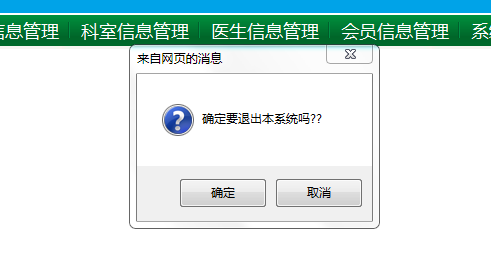 信息管理 科室信息管理 医生信息管理 会员信息管理 系
来自网页的消息
确定要退出本系统吗??
确定 取消